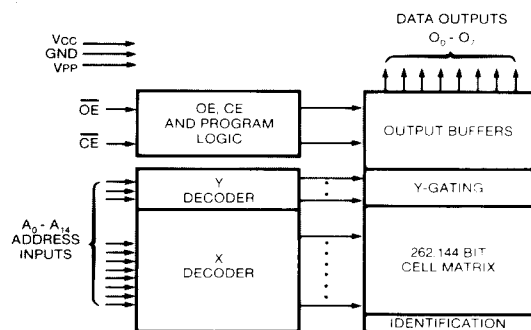 DATA OUTPUTS
O0 - O7
VCC
GND
VPP
OE
CE
OE, CE
AND PROGRAM
LOGIC
OUTPUT BUFFERS
Y
DECODER
Y-GATING
A0 - A14
ADDRESS
INPUTS
X
DECODER
262,144 BIT
CELL MATRIX
IDENTIFICATION